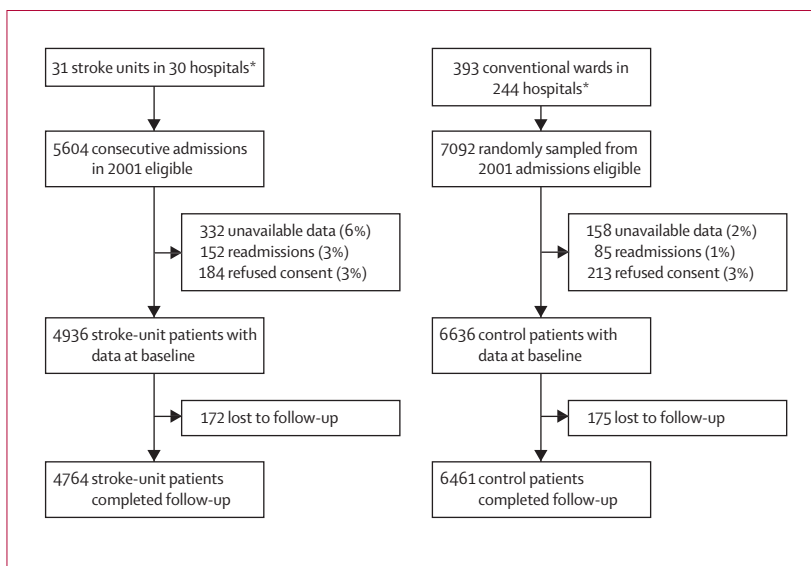 31 stroke units in 30 hospitals*
5604 consecutive admissions
in 2001 eligible
332 unavailable data (6%)
152 readmissions (3%)
184 refused consent (3%)
4936 stroke-unit patients with
data at baseline
172 lost to follow-up
4764 stroke-unit patients
completed follow-up
393 conventional wards in
244 hospitals*
7092 randomly sampled from
2001 admissions eligible
158 unavailable data (2%)
85 readmissions (1%)
213 refused consent (3%)
6636 control patients with
data at baseline
175 lost to follow-up
6461 control patients
completed follow-up